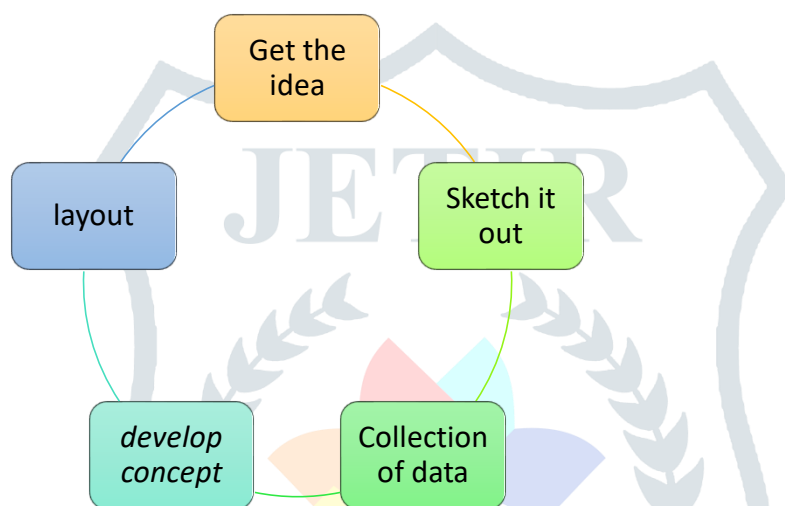 Get the
idea
JETIR
layout
Sketch it
out
develop
concept
Collection
of data